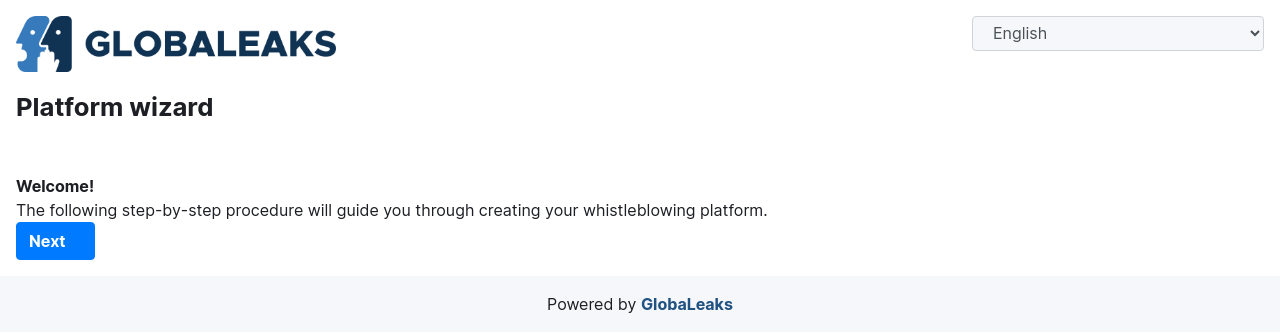 GLOBALEAKS
English
Platform wizard
Welcome!
The following step-by-step procedure will guide you through creating your whistleblowing platform.
Next
Powered by GlobaLeaks